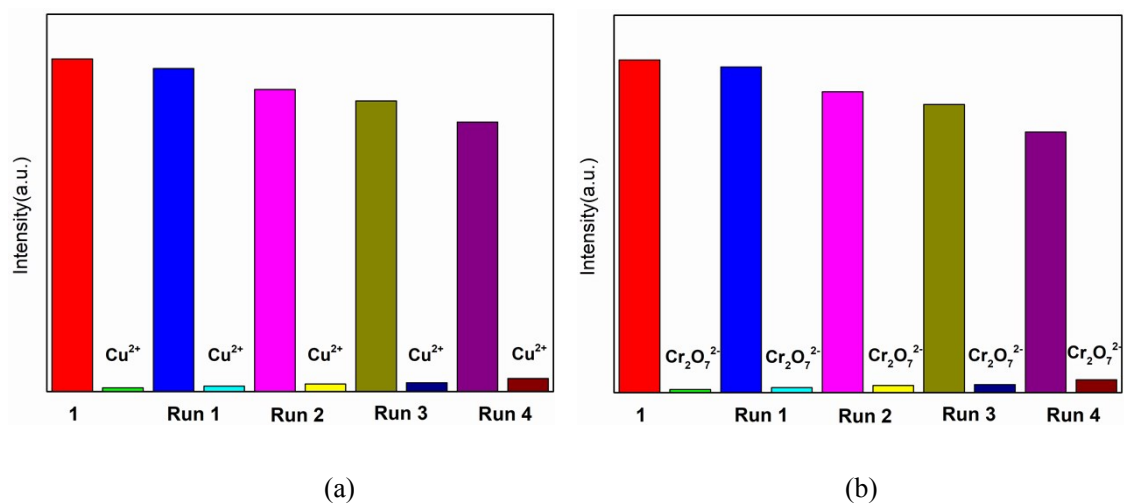 Intensity(a.u.)
Cu²⁺ Cu²⁺ Cu²⁺ Cu²⁺ Cu²⁺
1 Run 1 Run 2 Run 3 Run 4
(a)
Intensity(a.u.)
Cr₂O₇²⁻ Cr₂O₇²⁻ Cr₂O₇²⁻ Cr₂O₇²⁻ Cr₂O₇²⁻
1 Run 1 Run 2 Run 3 Run 4
(b)